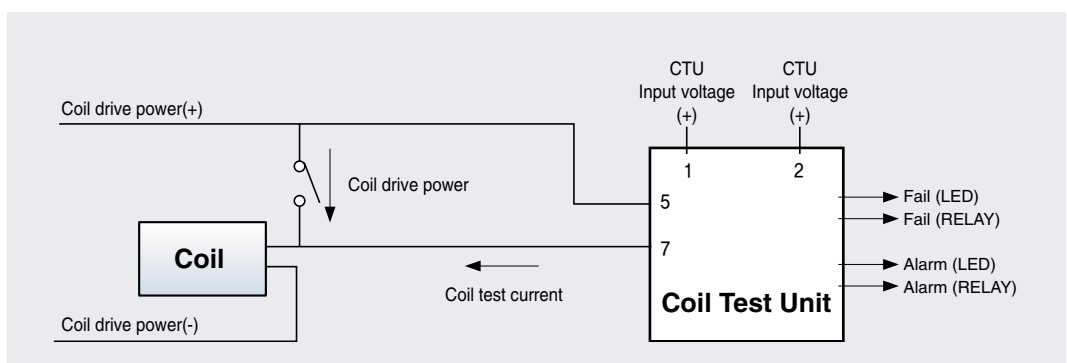 CTU
Input voltage
(+)
CTU
Input voltage
(+)
Coil drive power(+)
1
2
Coil drive power
5
7
Fail (LED)
Fail (RELAY)
Coil
Coil test current
Alarm (LED)
Alarm (RELAY)
Coil Test Unit
Coil drive power(-)